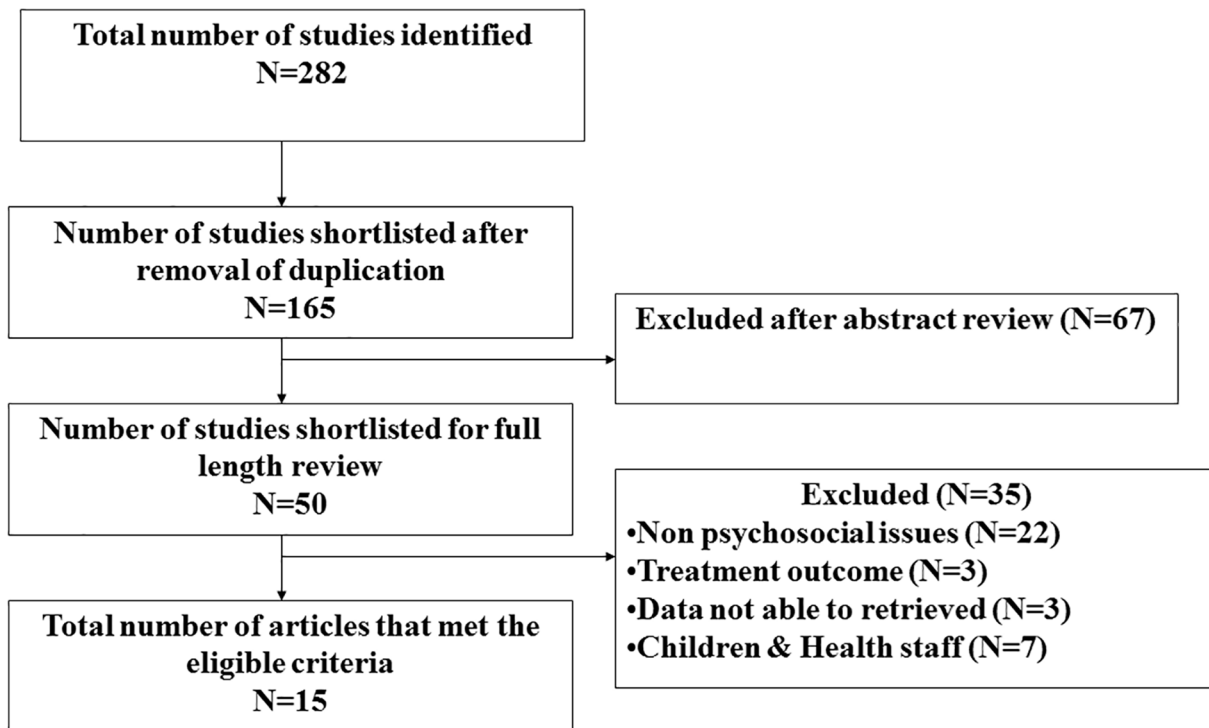 Total number of studies identified
N=282
Number of studies shortlisted after
removal of duplication
N=165
Excluded after abstract review (N=67)
Number of studies shortlisted for full
length review
N=50
Excluded (N=35)
•Non psychosocial issues (N=22)
•Treatment outcome (N=3)
•Data not able to retrieved (N=3)
•Children & Health staff (N=7)
Total number of articles that met the
eligible criteria
N=15